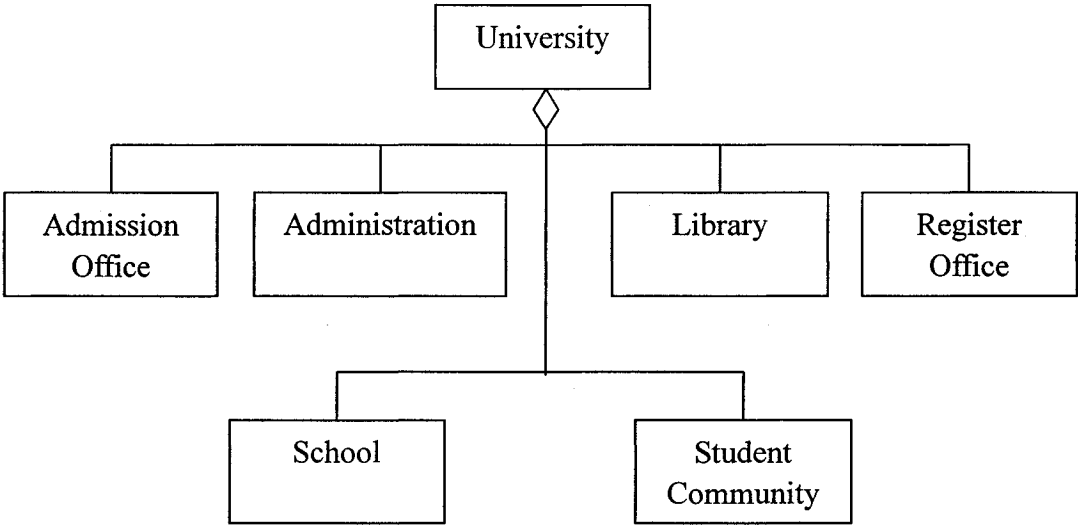 University
Admission
Office
Administration
Library
Register
Office
School
Student
Community